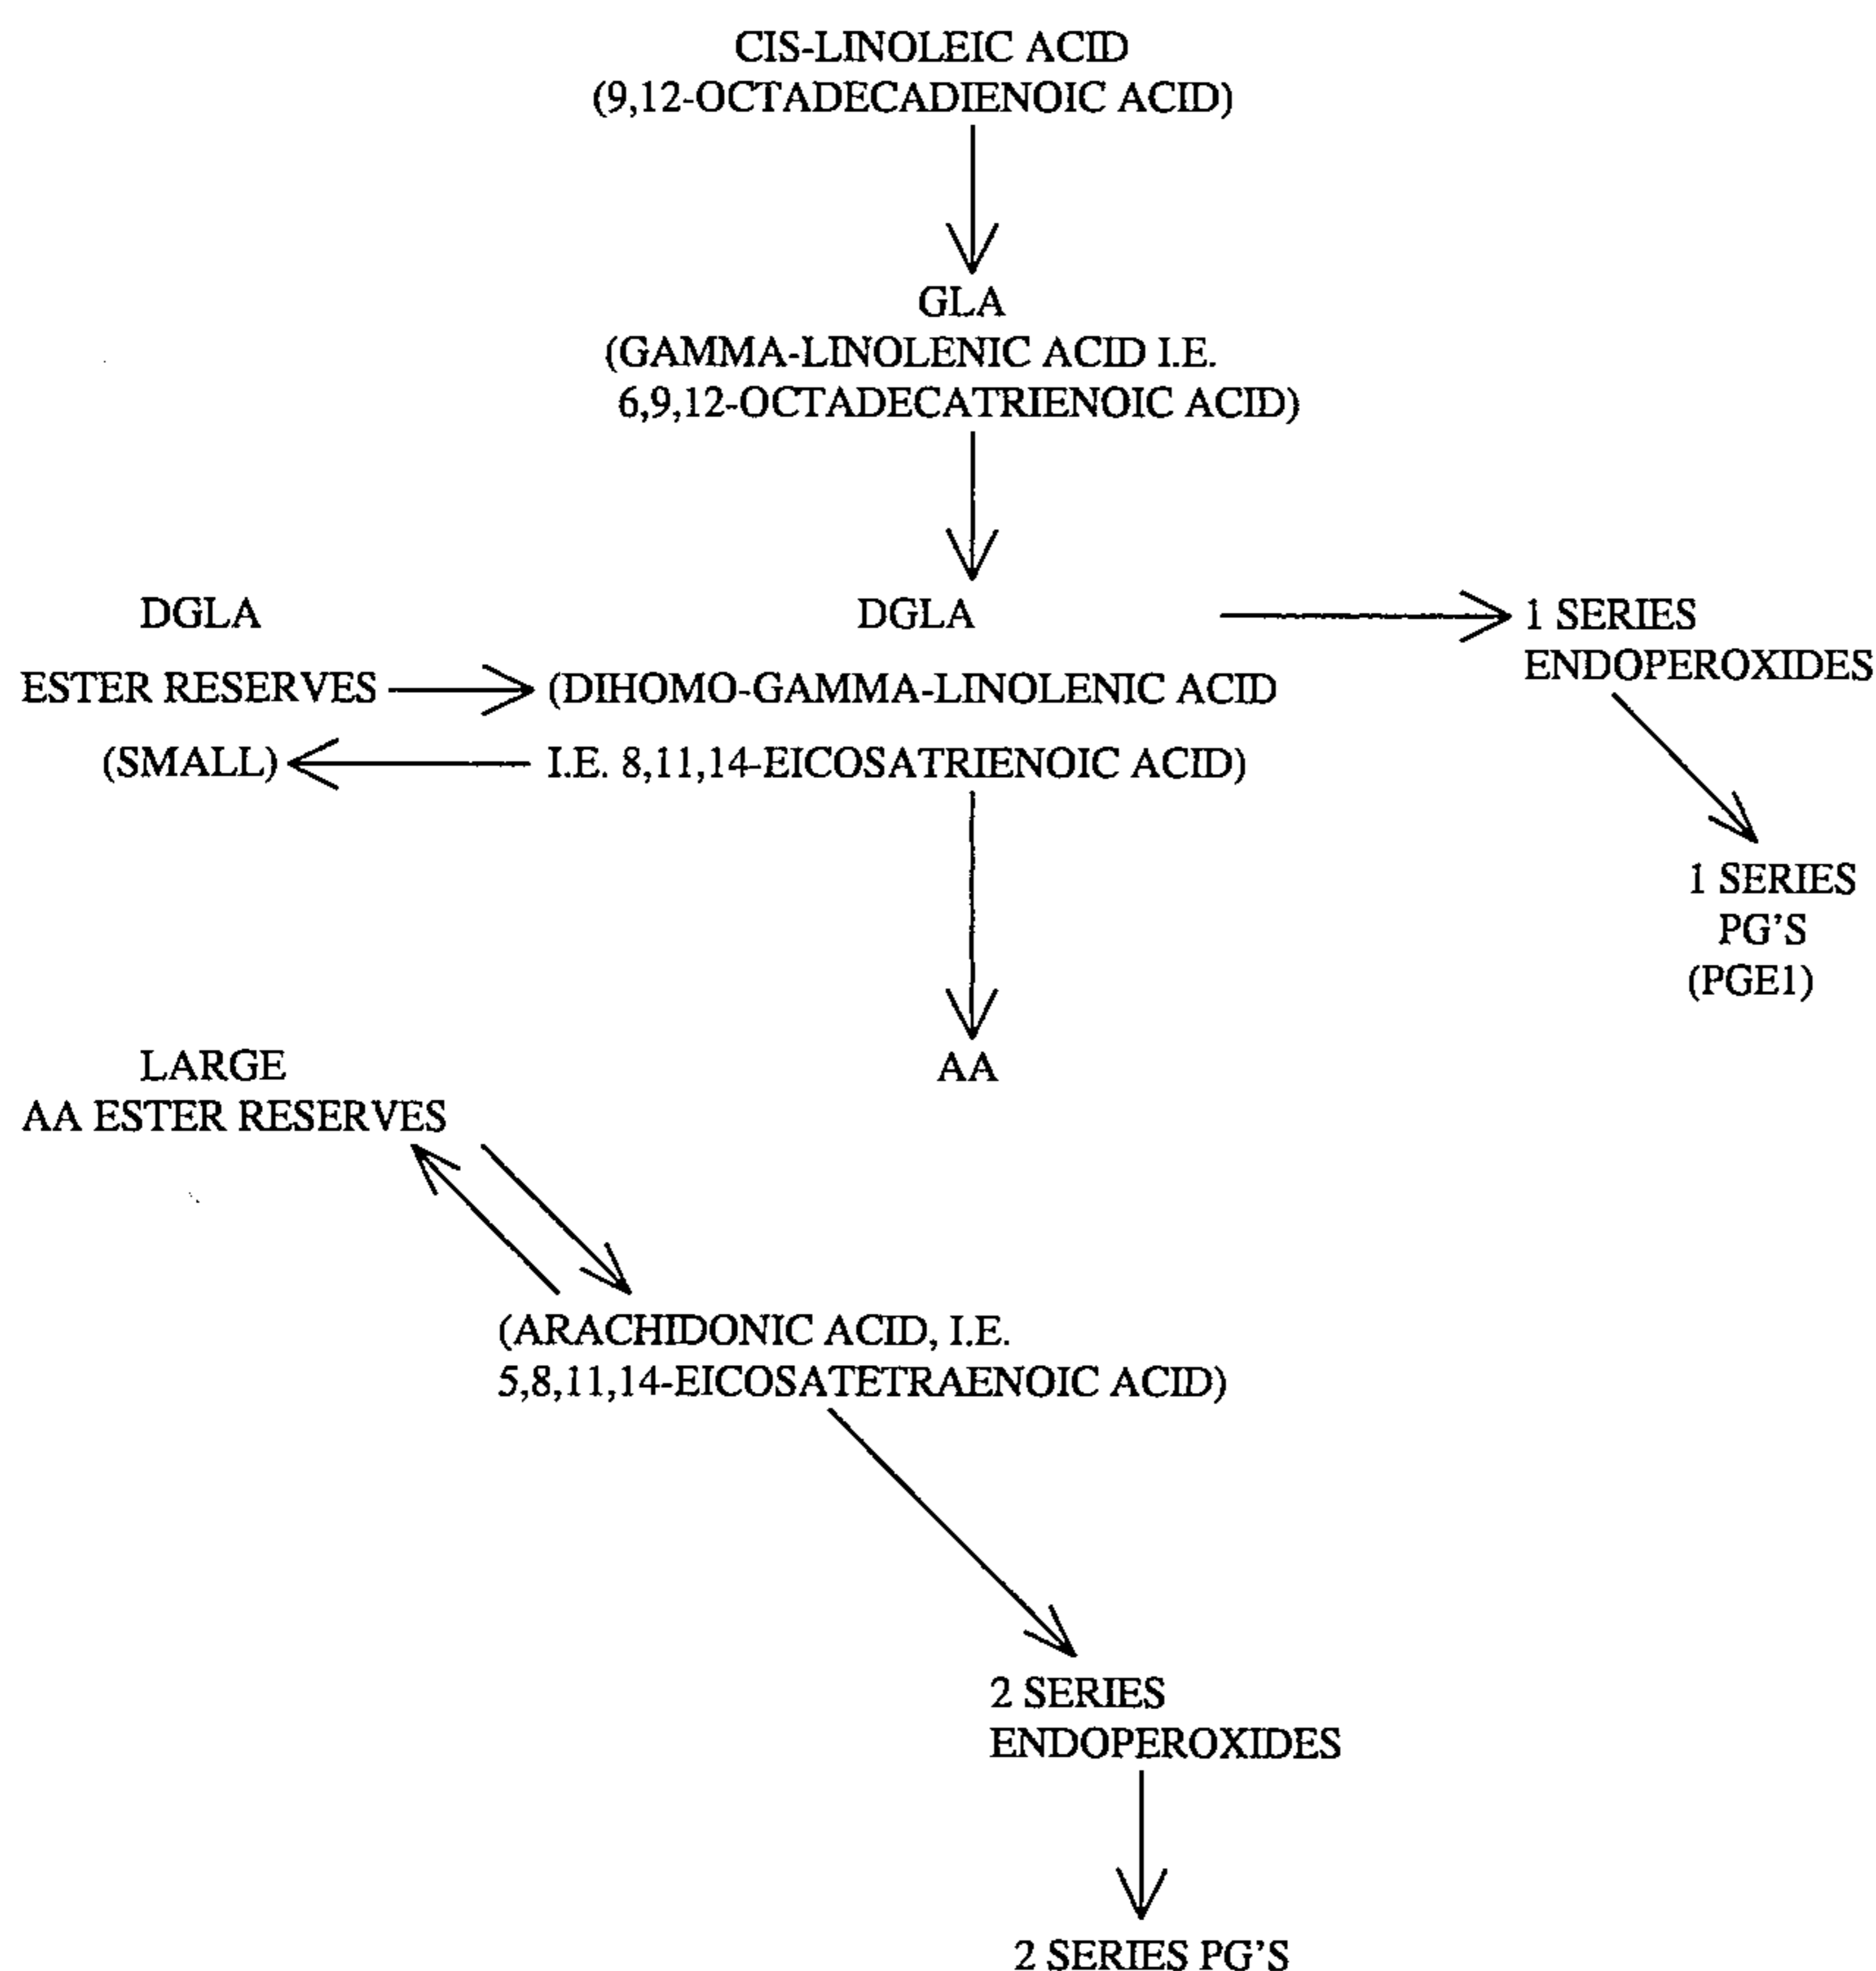 CIS-LINOLEIC ACID
(9,12-OCTADECADIENOIC ACID)
GLA
(GAMMA-LINOLENIC ACID I.E.
6,9,12-OCTADECATRIENOIC ACID)
DGLA
ESTER RESERVES
(SMALL)
DGLA
(DIHOMO-GAMMA-LINOLENIC ACID
I.E. 8,11,14-EICOSATRIENOIC ACID)
1 SERIES
ENDOPEROXIDES
1 SERIES
PG'S
(PGE1)
AA
LARGE
AA ESTER RESERVES
(ARACHIDONIC ACID, I.E.
5,8,11,14-EICOSATETRAENOIC ACID)
2 SERIES
ENDOPEROXIDES
2 SERIES PG'S